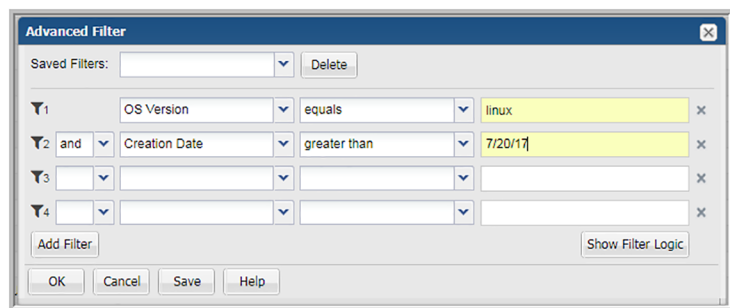 Advanced Filter
Saved Filters: Delete
1 OS Version equals linux
2 and Creation Date greater than 7/20/17
3
4
Add Filter Show Filter Logic
OK Cancel Save Help